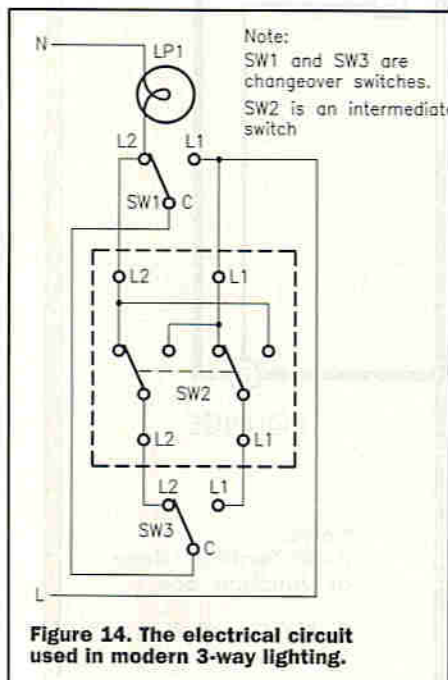 N
LP1
Note:
SW1 and SW3 are
changeover switches.
SW2 is an intermediate
switch
L2
L1
SW1
C
L2
L1
SW2
L2
L1
L2
L1
SW3
C
L
Figure 14. The electrical circuit
used in modern 3-way lighting.